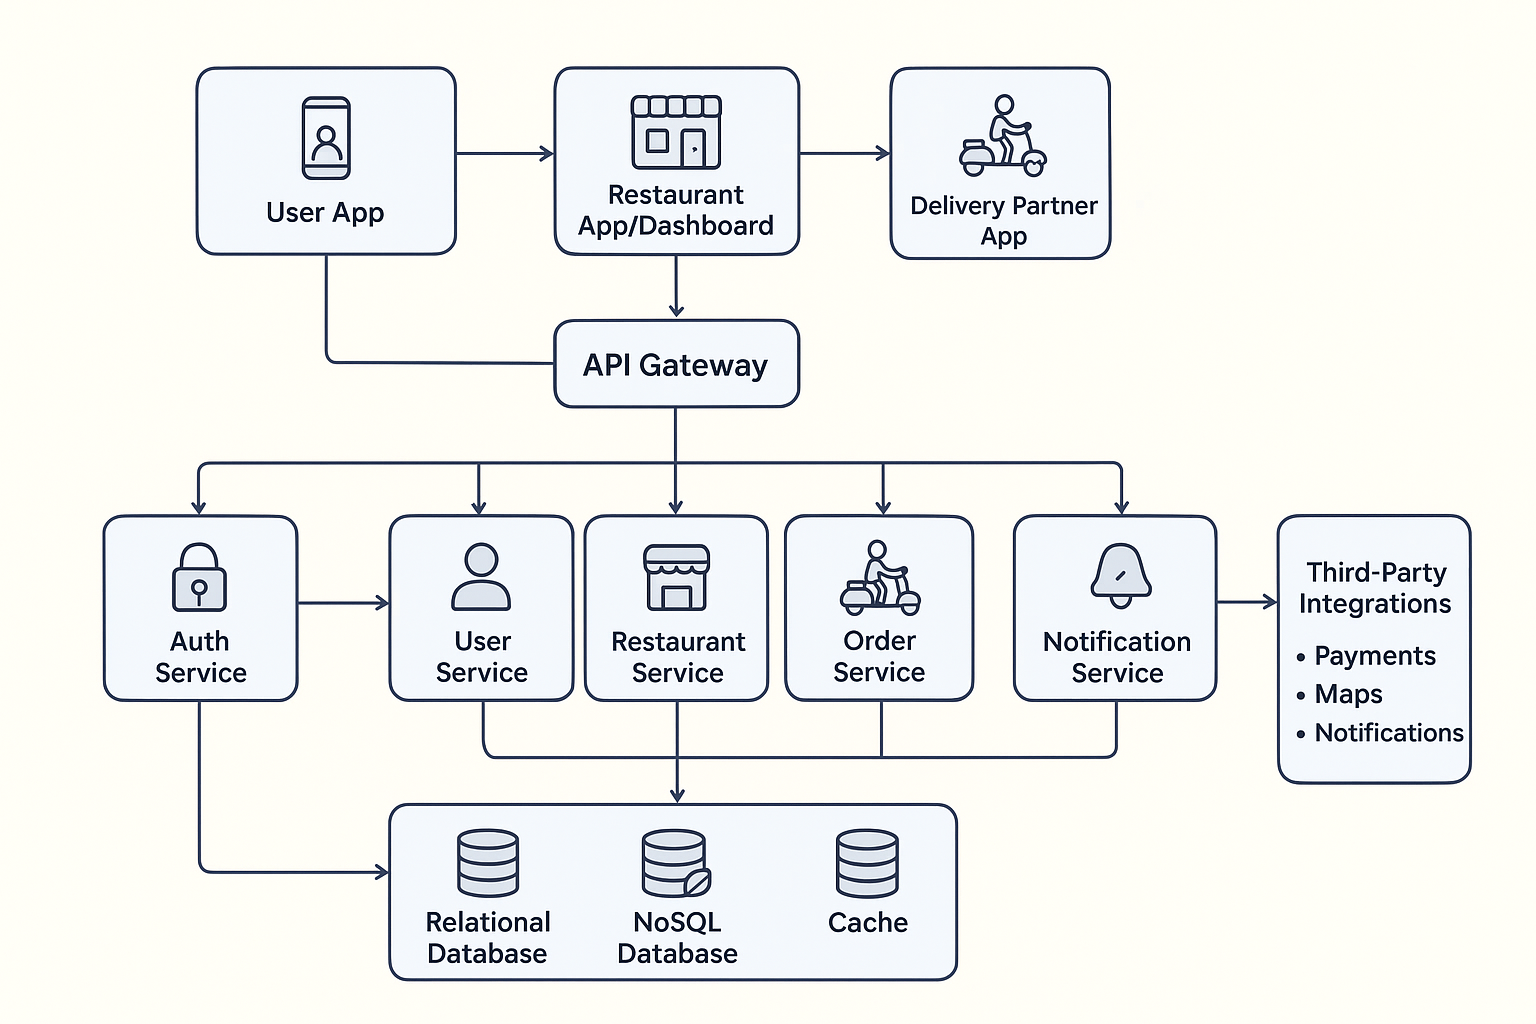 User App
Restaurant
App/Dashboard
Delivery Partner
App
API Gateway
Auth
Service
User
Service
Restaurant
Service
Order
Service
Notification
Service
Third-Party
Integrations
• Payments
• Maps
• Notifications
Relational
Database
NoSQL
Database
Cache